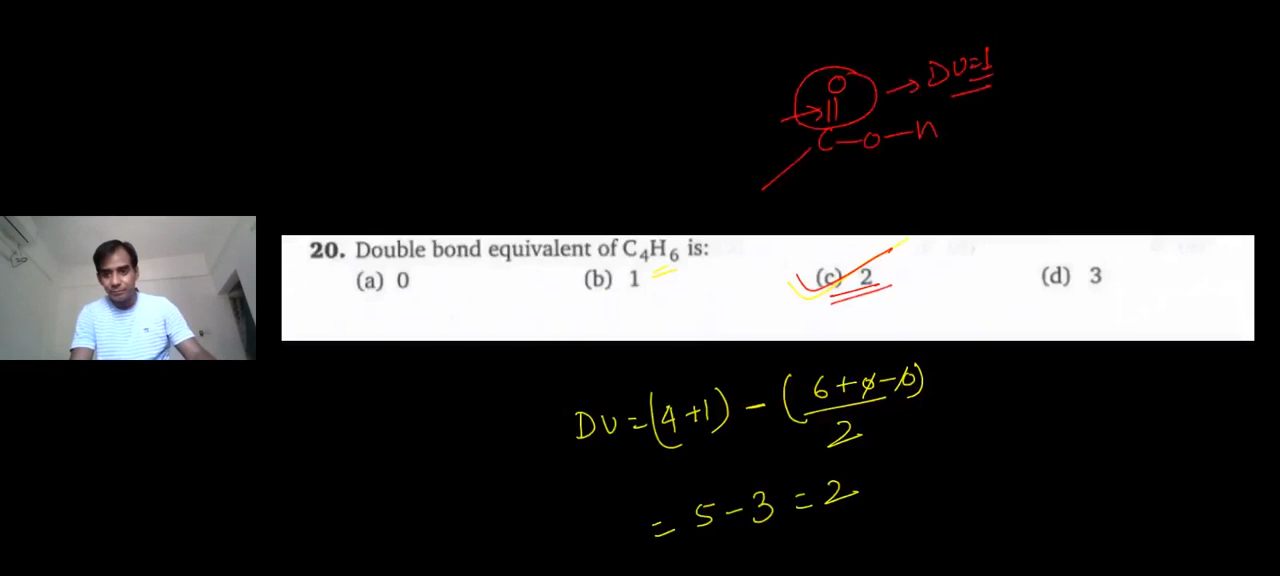 O
||
→ DU=1
C—O—H
20. Double bond equivalent of C₄H₆ is:
(a) 0 (b) 1 (c) 2 (d) 3
DU = (4+1) - (6+0-0)/2
= 5-3 = 2